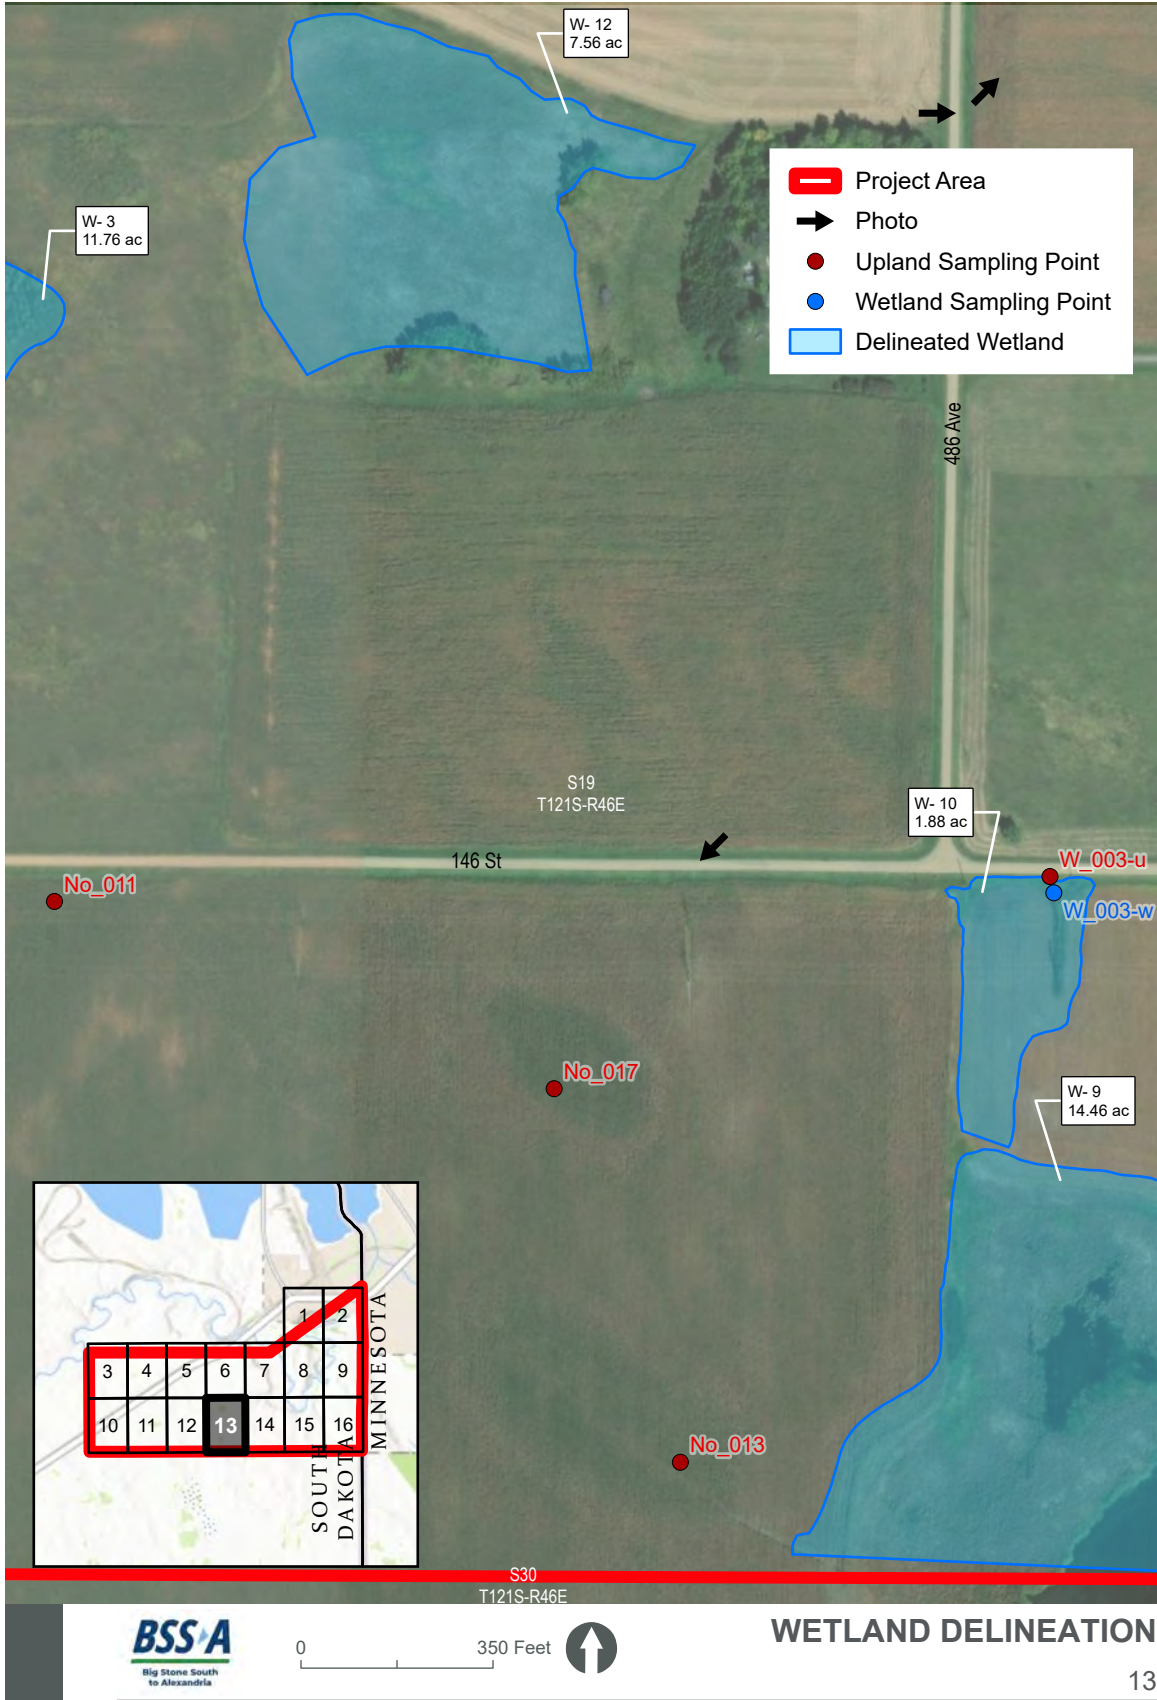 W- 12
7.56 ac
W- 3
11.76 ac
Project Area
Photo
Upland Sampling Point
Wetland Sampling Point
Delineated Wetland
486 Ave
S19
T121S-R46E
W- 10
1.88 ac
146 St
W_003-u
No_011
W_003-w
No_017
W- 9
14.46 ac
1 2
3 4 5 6 7 8 9
10 11 12 13 14 15 16
MINNESOTA
SOUTH
DAKOTA
No_013
S30
T121S-R46E
BSS A
Big Stone South
to Alexandria
0 350 Feet
WETLAND DELINEATION
13